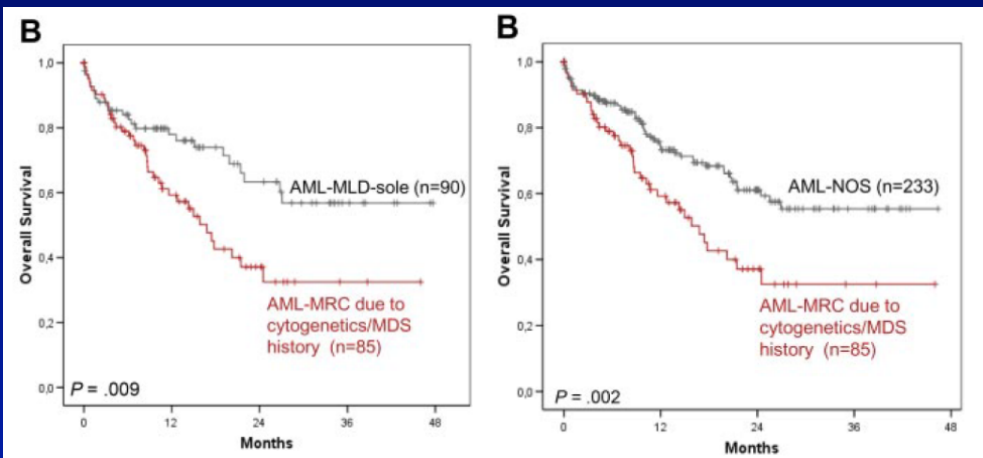 B
1,0
0,8
0,6
0,4
0,2
0,0
Overall Survival
AML-MLD-sole (n=90)
AML-MRC due to
cytogenetics/MDS
history (n=85)
P = .009
0 12 24 36 48
Months
B
1,0
0,8
0,6
0,4
0,2
0,0
Overall Survival
AML-NOS (n=233)
AML-MRC due to
cytogenetics/MDS
history (n=85)
P = .002
0 12 24 36 48
Months